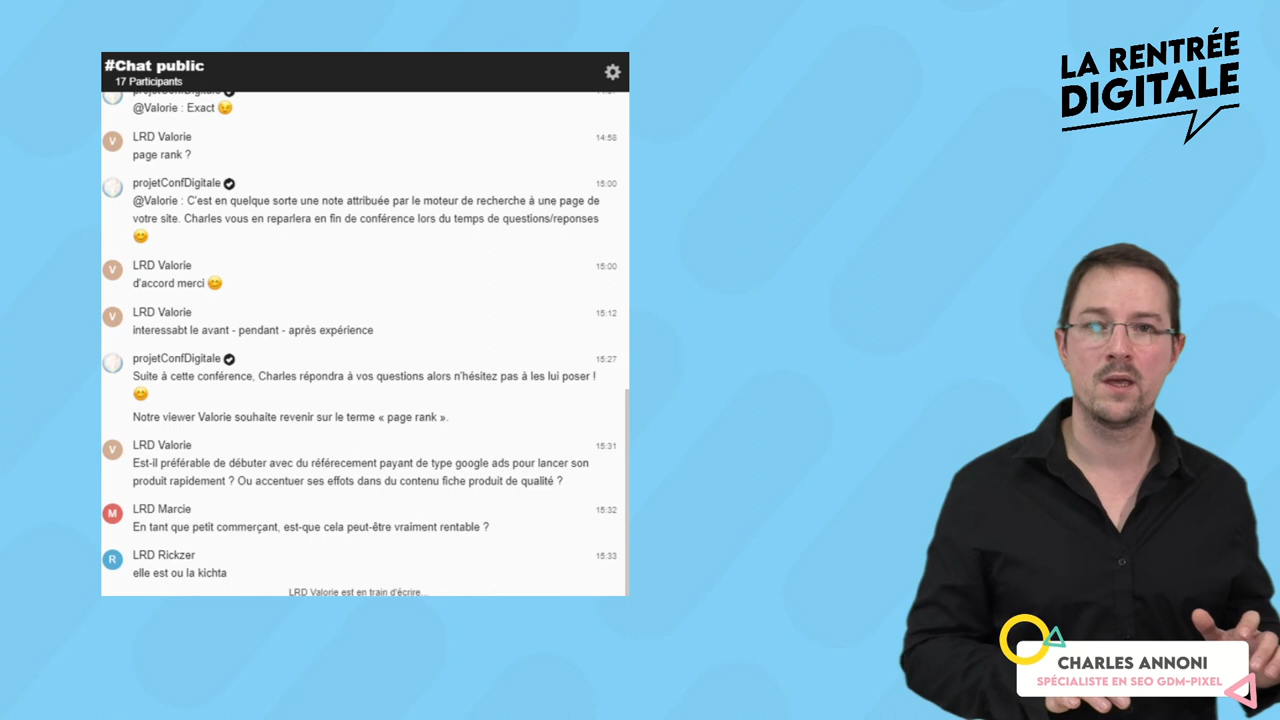 LA RENTRÉE
DIGITALE
#Chat public
17 Participants
projetConfDigitale
@Valorie : Exact 😉
LRD Valorie 14:58
V
page rank ?
projetConfDigitale 15:00
@Valorie : C'est en quelque sorte une note attribuée par le moteur de recherche à une page de
votre site. Charles vous en reparlera en fin de conférence lors du temps de questions/reponses
😊
LRD Valorie 15:00
V
d'accord merci 😊
LRD Valorie 15:12
V
interessabt le avant - pendant - après expérience
projetConfDigitale 15:27
Suite à cette conférence, Charles répondra à vos questions alors n'hésitez pas à les lui poser !
😊
Notre viewer Valorie souhaite revenir sur le terme « page rank ».
LRD Valorie 15:31
V
Est-il préférable de débuter avec du référecement payant de type google ads pour lancer son
produit rapidement ? Ou accentuer ses effots dans du contenu fiche produit de qualité ?
LRD Marcie 15:32
M
En tant que petit commerçant, est-que cela peut-être vraiment rentable ?
LRD Rickzer 15:33
R
elle est ou la kichta
LRD Valorie est en train d'écrire...
CHARLES ANNONI
SPÉCIALISTE EN SEO GDM-PIXEL